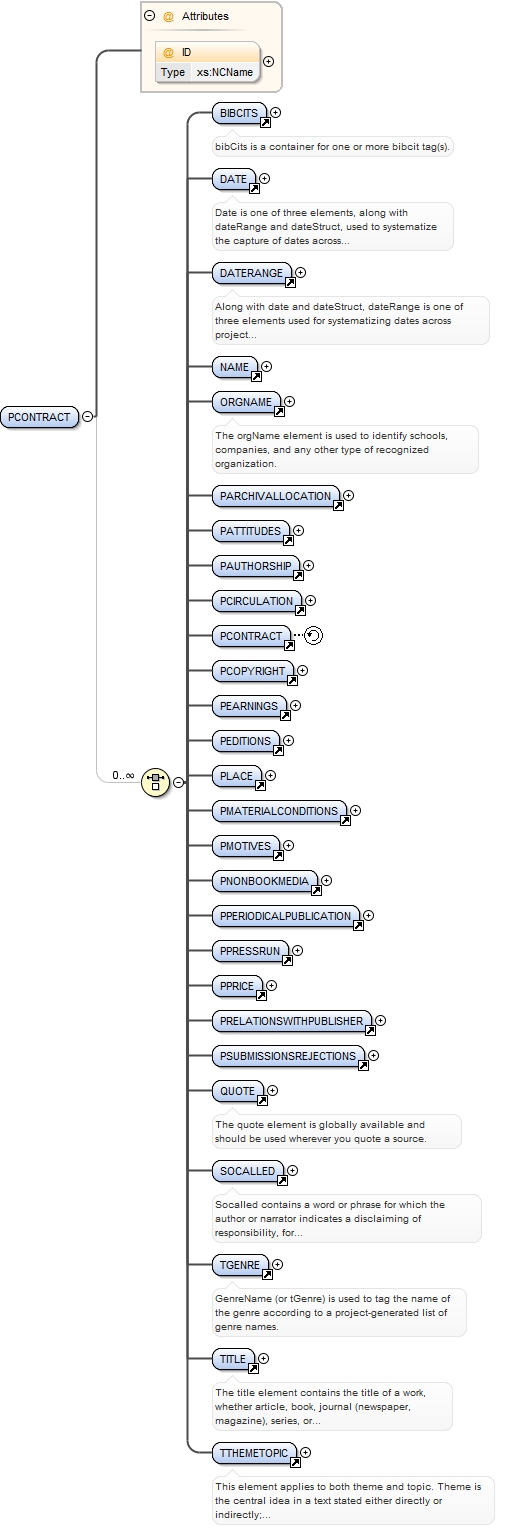 Attributes
ID
Type xs:NCName
BIBCITS
bibCits is a container for one or more bibcit tag(s).
DATE
Date is one of three elements, along with
dateRange and dateStruct, used to systematize
the capture of dates across...
DATERANGE
Along with date and dateStruct, dateRange is one of
three elements used for systematizing dates across
project...
NAME
ORGNAME
PCONTRACT
The orgName element is used to identify schools,
companies, and any other type of recognized
organization.
PARCHIVALLOCATION
PATTITUDES
PAUTHORSHIP
PCIRCULATION
PCONTRACT
PCOPYRIGHT
PEARNINGS
PEDITIONS
0..∞
PLACE
PMATERIALCONDITIONS
PMOTIVES
PNONBOOKMEDIA
PPERIODICALPUBLICATION
PPRESSRUN
PPRICE
PRELATIONSWITHPUBLISHER
PSUBMISSIONSREJECTIONS
QUOTE
The quote element is globally available and
should be used wherever you quote a source.
SOCALLED
Socalled contains a word or phrase for which the
author or narrator indicates a disclaiming of
responsibility, for...
TGENRE
GenreName (or tGenre) is used to tag the name of
the genre according to a project-generated list of
genre names.
TITLE
The title element contains the title of a work,
whether article, book, journal (newspaper,
magazine), series, or...
TTHEMETOPIC
This element applies to both theme and topic. Theme is
the central idea in a text stated either directly or
indirectly;...